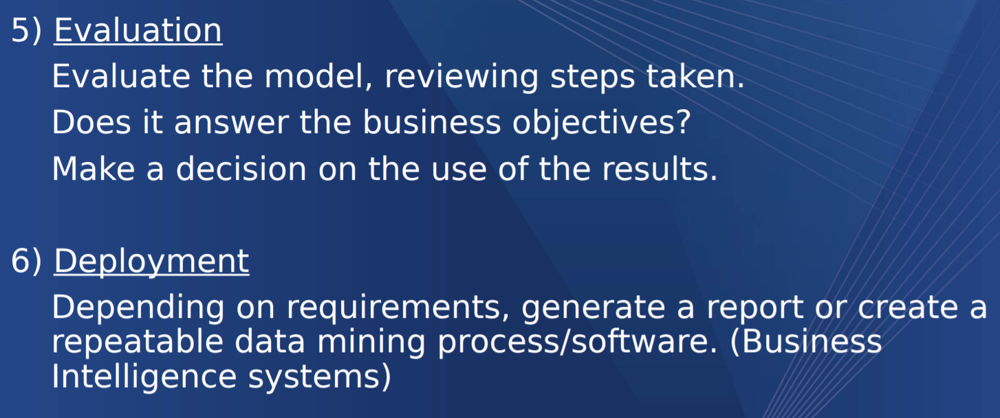 5) Evaluation
Evaluate the model, reviewing steps taken.
Does it answer the business objectives?
Make a decision on the use of the results.
6) Deployment
Depending on requirements, generate a report or create a
repeatable data mining process/software. (Business
Intelligence systems)